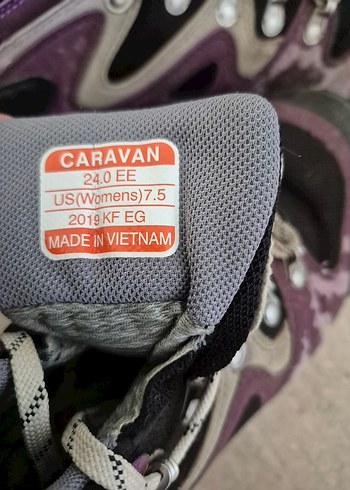 CARAVAN
24.0 EE
US(Womens)7.5
2019 KF EG
MADE IN VIETNAM